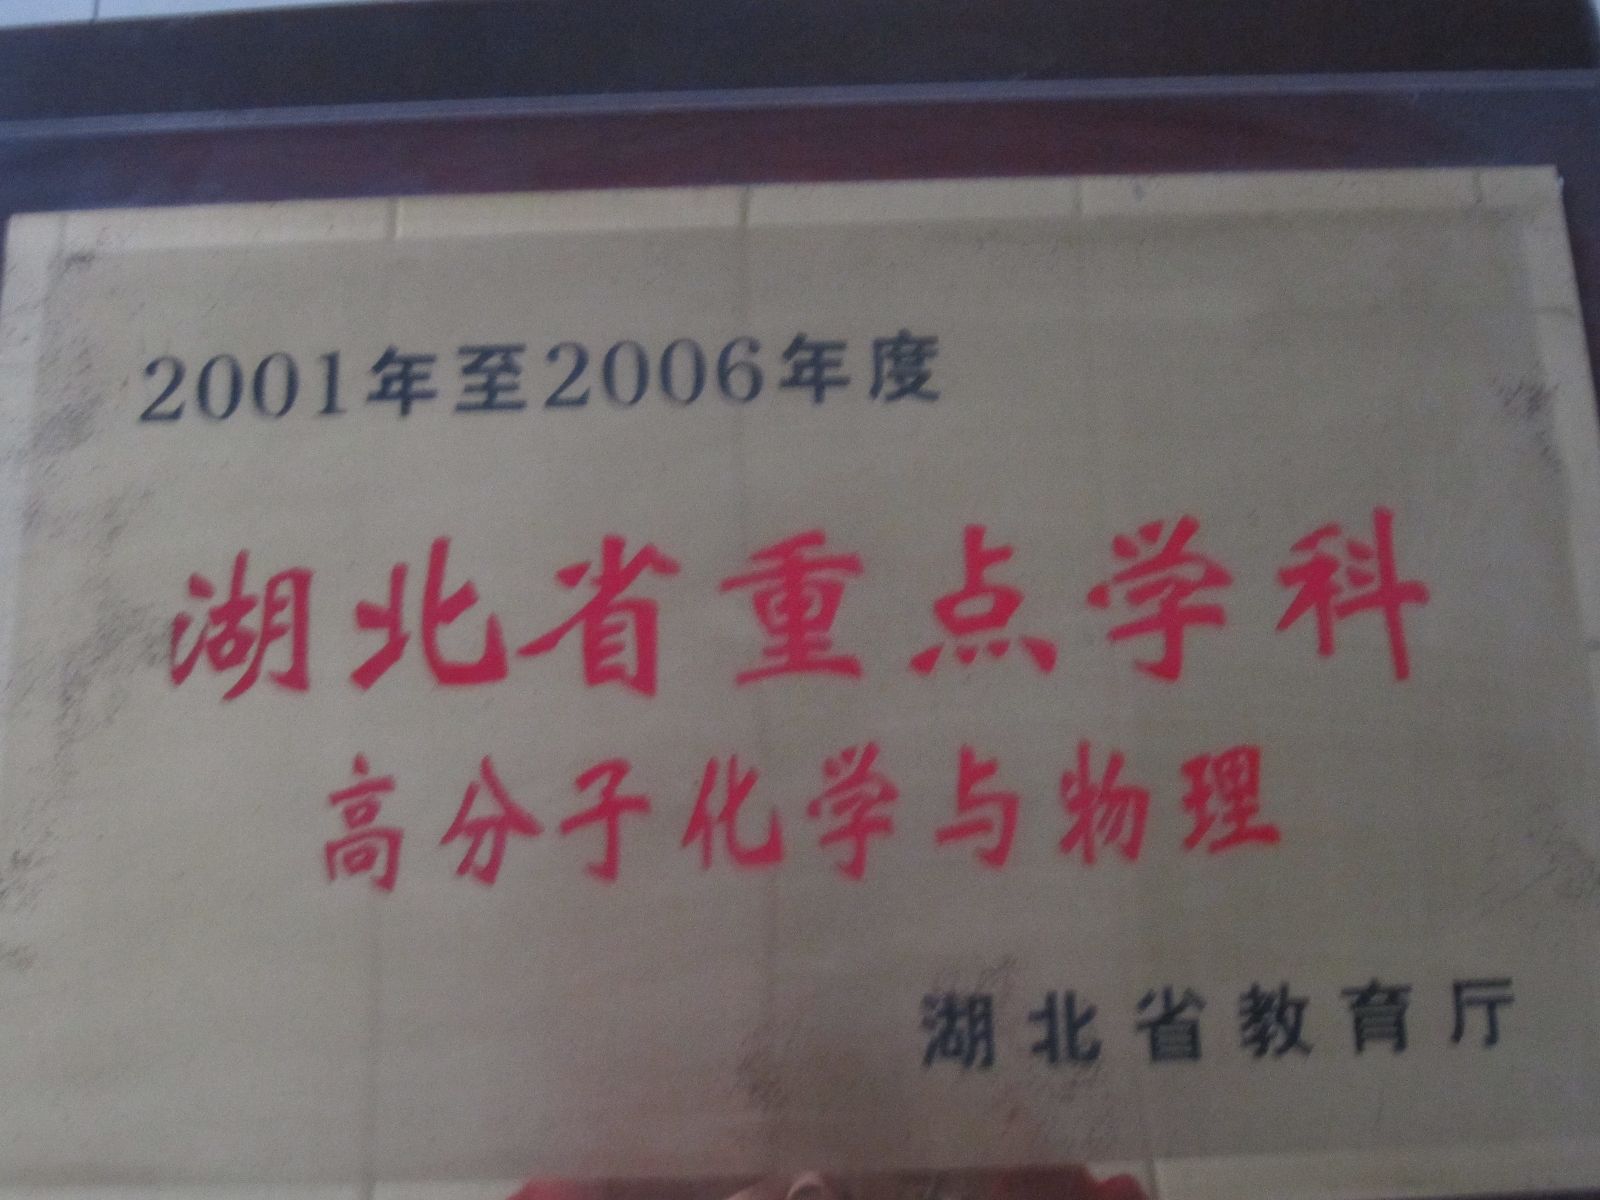 2001年至2006年度
湖北省重点学科
高分子化学与物理
湖北省教育厅